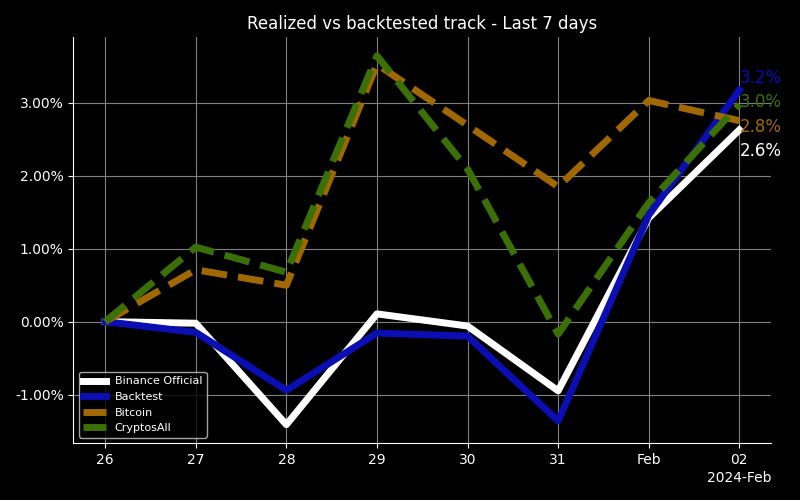 Realized vs backtested track - Last 7 days
3.2%
3.0%
2.8%
2.6%
3.00%
2.00%
1.00%
0.00%
-1.00%
Binance Official
Backtest
Bitcoin
CryptosAll
26 27 28 29 30 31 Feb 02
2024-Feb